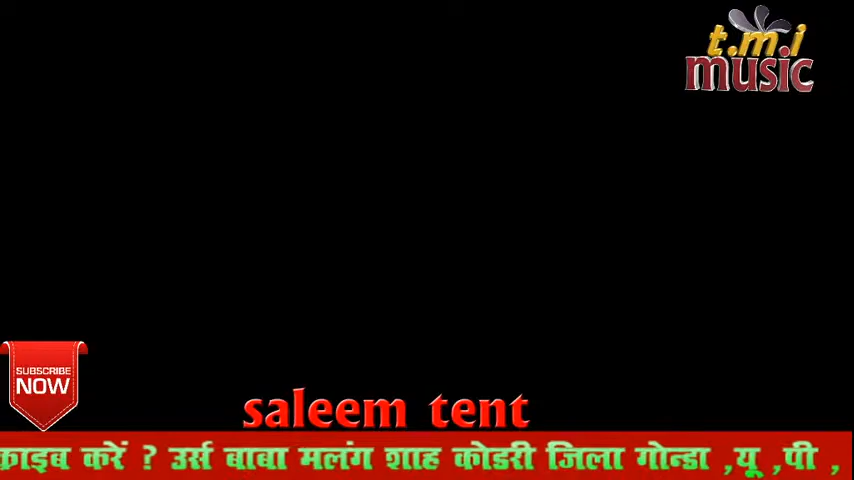 t.m.i
music
SUBSCRIBE
NOW
saleem tent
क्राइब करें ? उर्स बाबा मलंग शाह कोडरी जिला गोन्डा ,यू ,पी ,